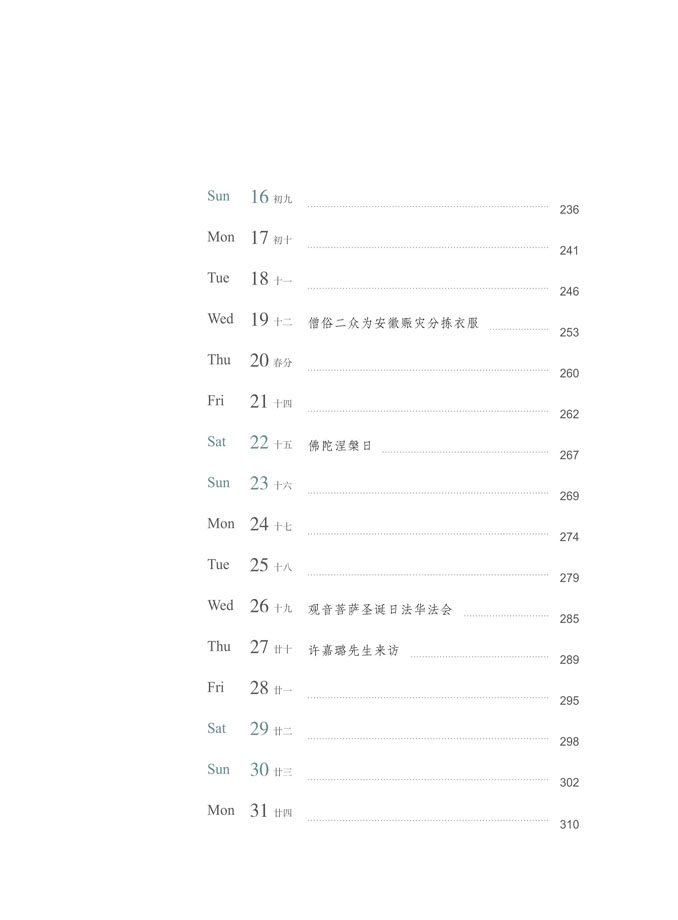 Sun 16 初九 236
Mon 17 初十 241
Tue 18 十一 246
Wed 19 十二 僧俗二众为安徽赈灾分拣衣服 253
Thu 20 春分 260
Fri 21 十四 262
Sat 22 十五 佛陀涅槃日 267
Sun 23 十六 269
Mon 24 十七 274
Tue 25 十八 279
Wed 26 十九 观音菩萨圣诞日法华法会 285
Thu 27 廿十 许嘉璐先生来访 289
Fri 28 廿一 295
Sat 29 廿二 298
Sun 30 廿三 302
Mon 31 廿四 310